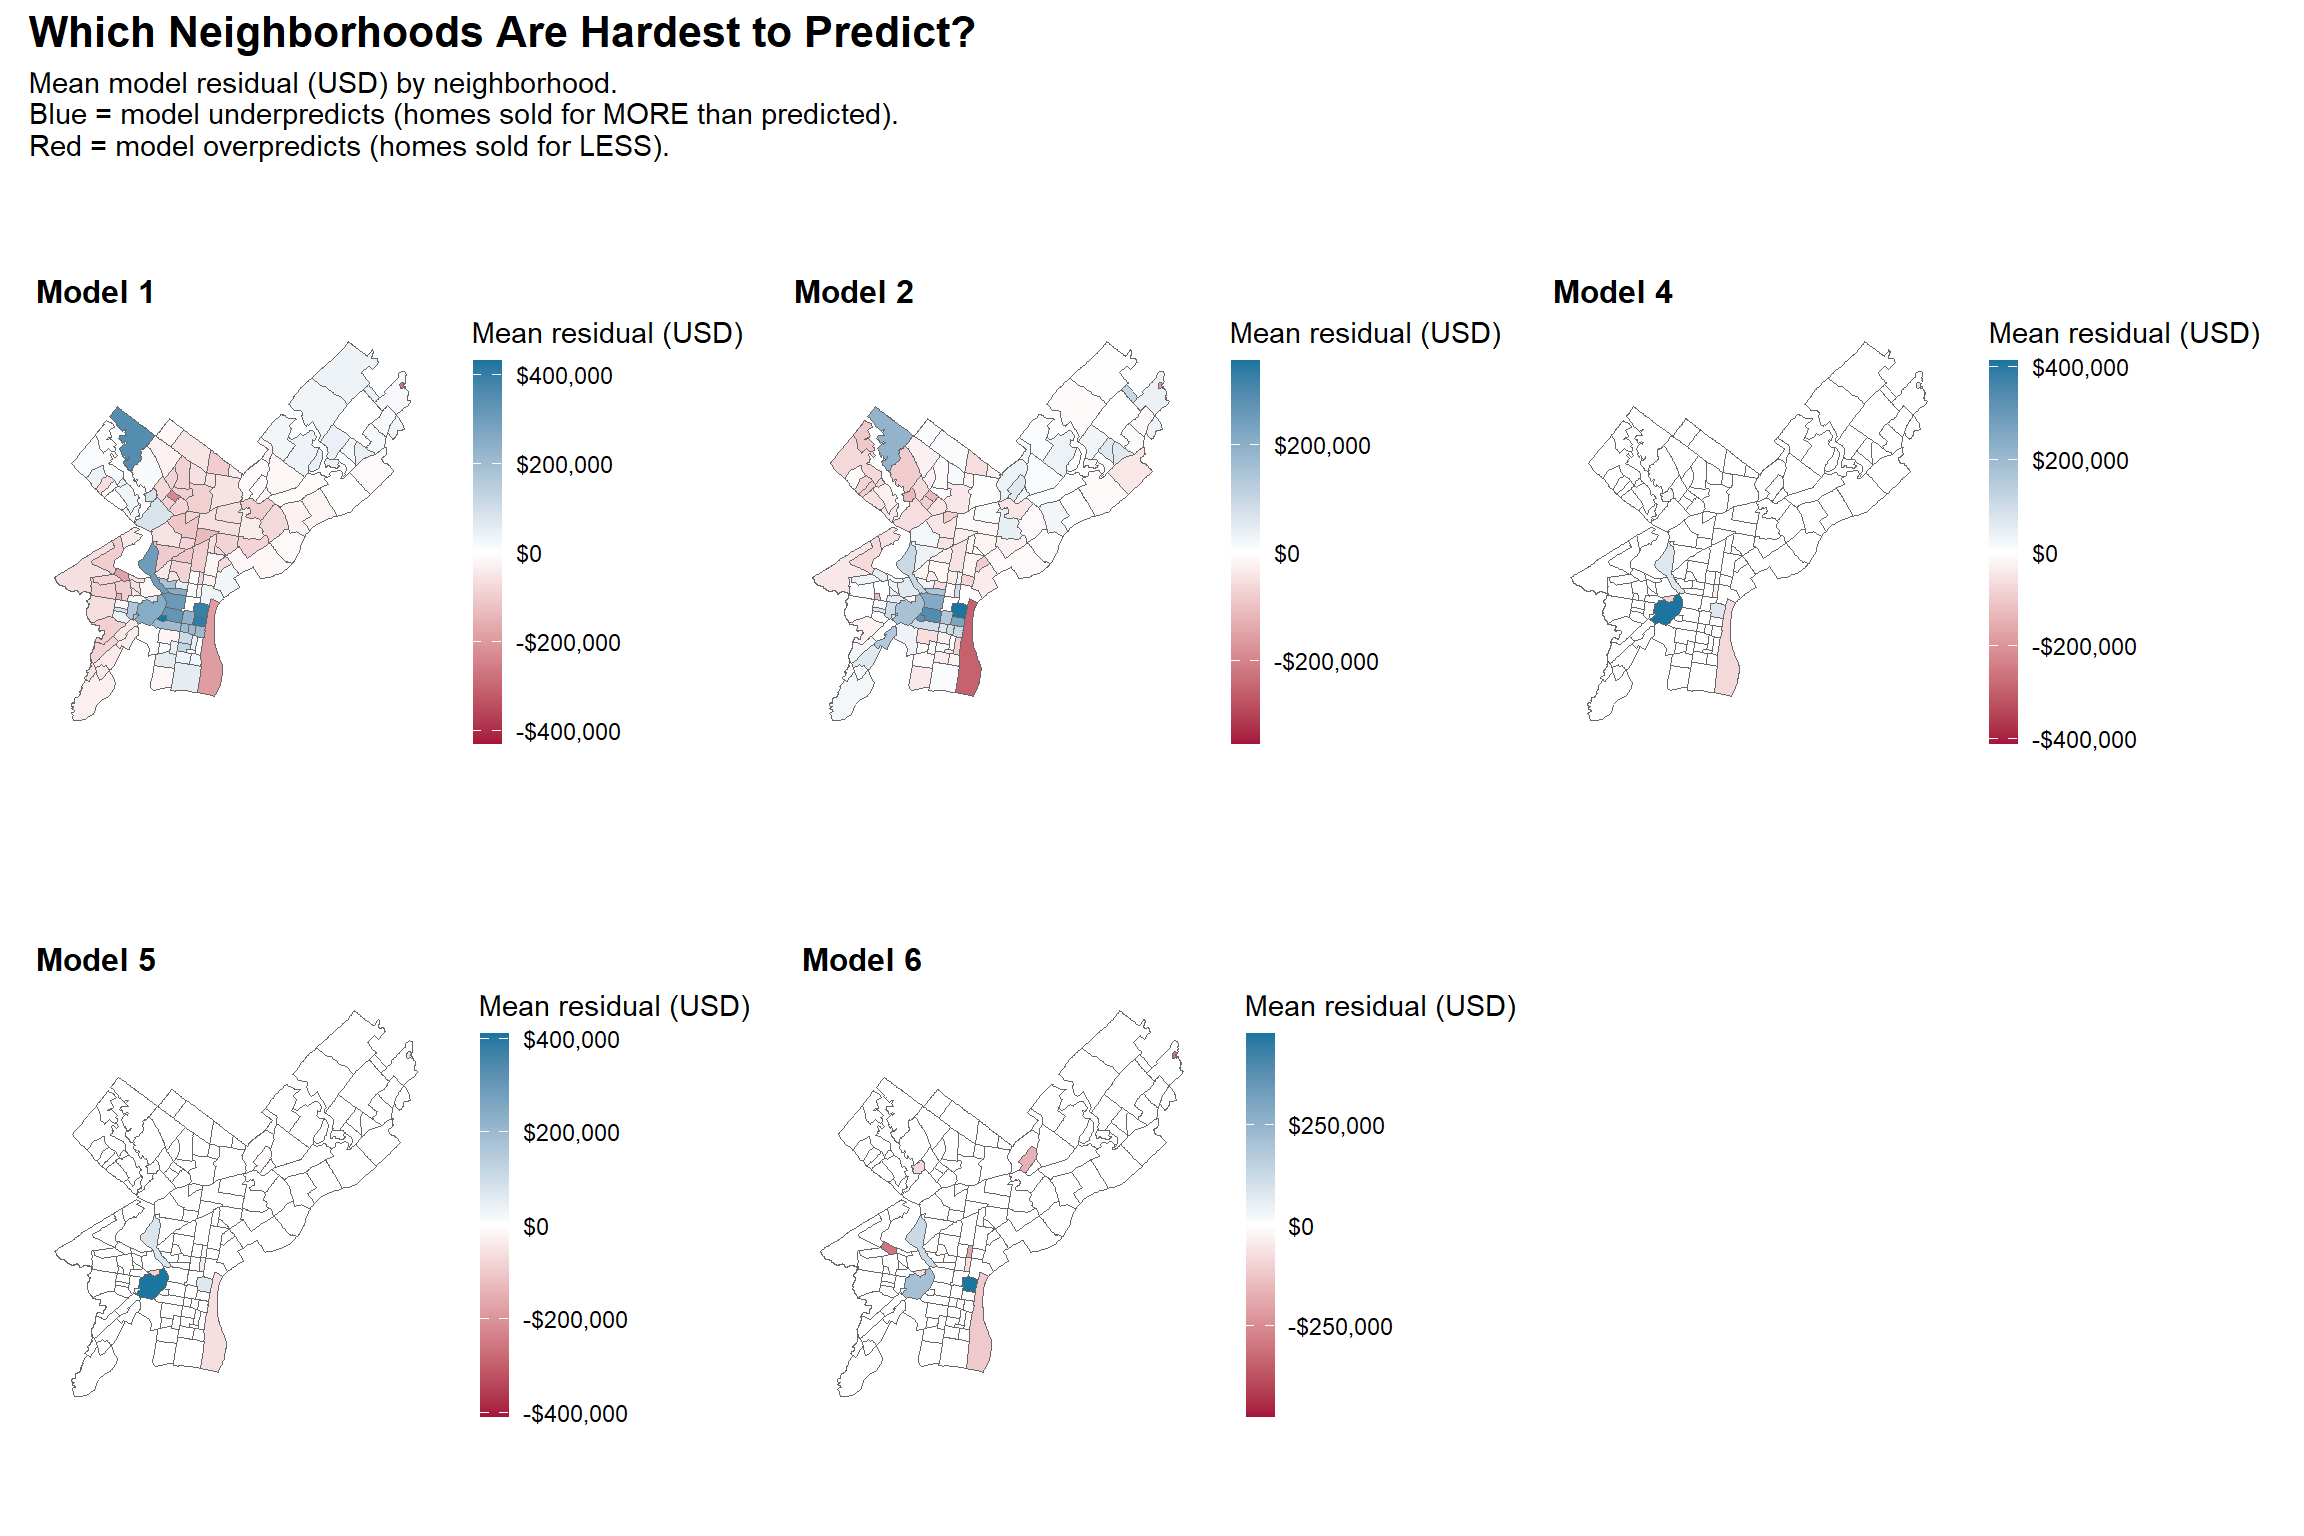 Which Neighborhoods Are Hardest to Predict?
Mean model residual (USD) by neighborhood.
Blue = model underpredicts (homes sold for MORE than predicted).
Red = model overpredicts (homes sold for LESS).
Model 1
Mean residual (USD)
$400,000
$200,000
$0
-$200,000
-$400,000
Model 2
Mean residual (USD)
$200,000
$0
-$200,000
Model 4
Mean residual (USD)
$400,000
$200,000
$0
-$200,000
-$400,000
Model 5
Mean residual (USD)
$400,000
$200,000
$0
-$200,000
-$400,000
Model 6
Mean residual (USD)
$250,000
$0
-$250,000